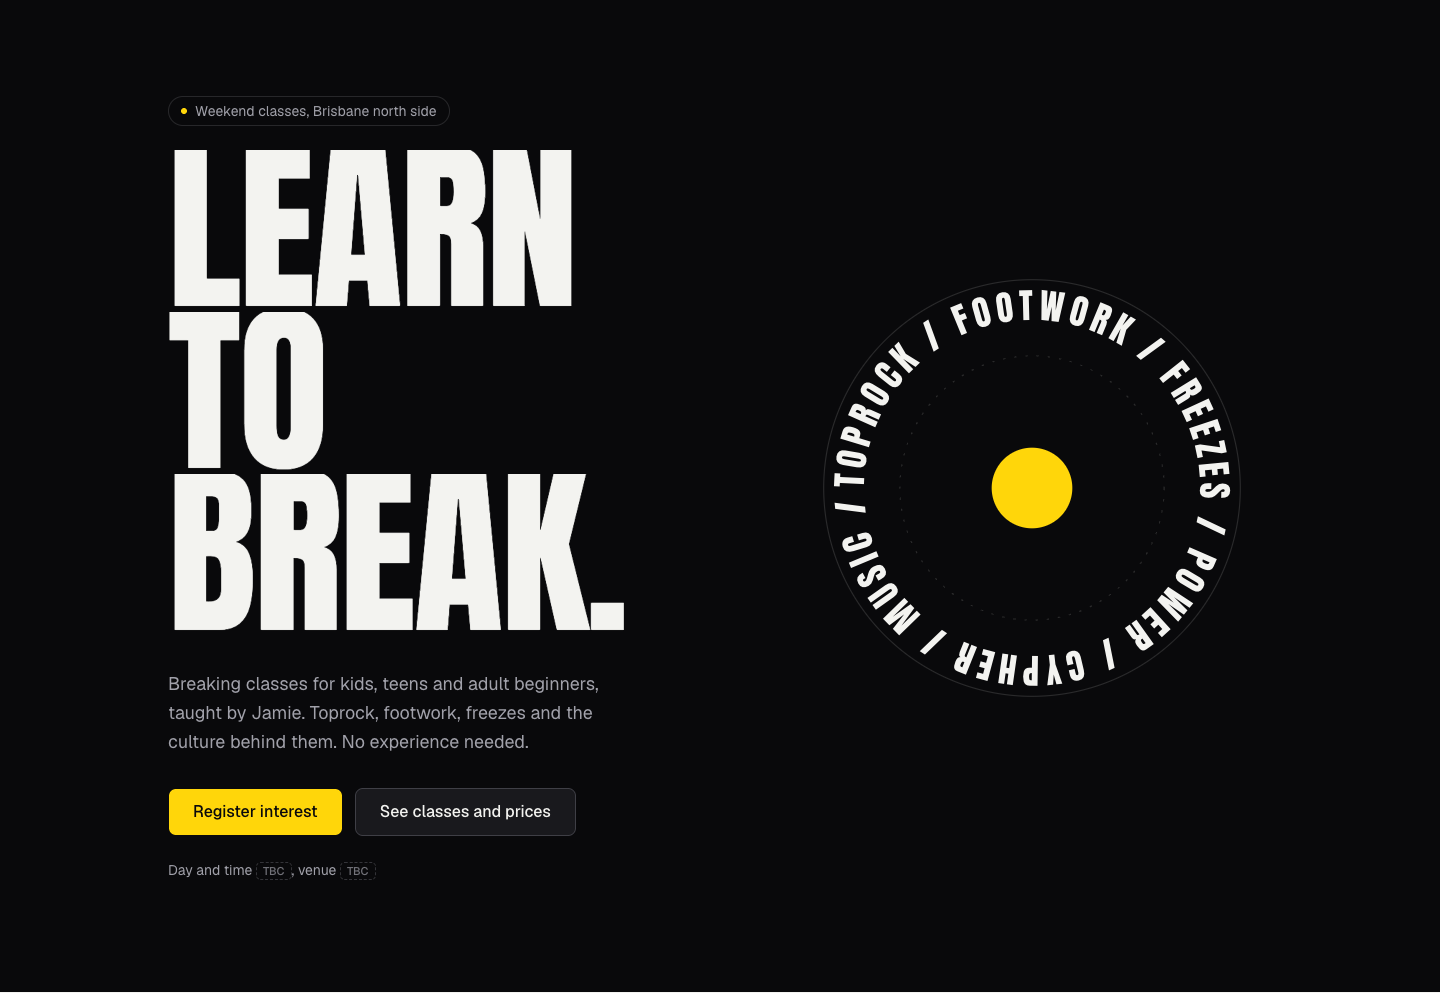 Weekend classes, Brisbane north side
LEARN
TO
BREAK.
Breaking classes for kids, teens and adult beginners,
taught by Jamie. Toprock, footwork, freezes and the
culture behind them. No experience needed.
Register interest
See classes and prices
Day and time TBC, venue TBC
TOPROCK / FOOTWORK / FREEZES / POWER / CYPHER / MUSIC /